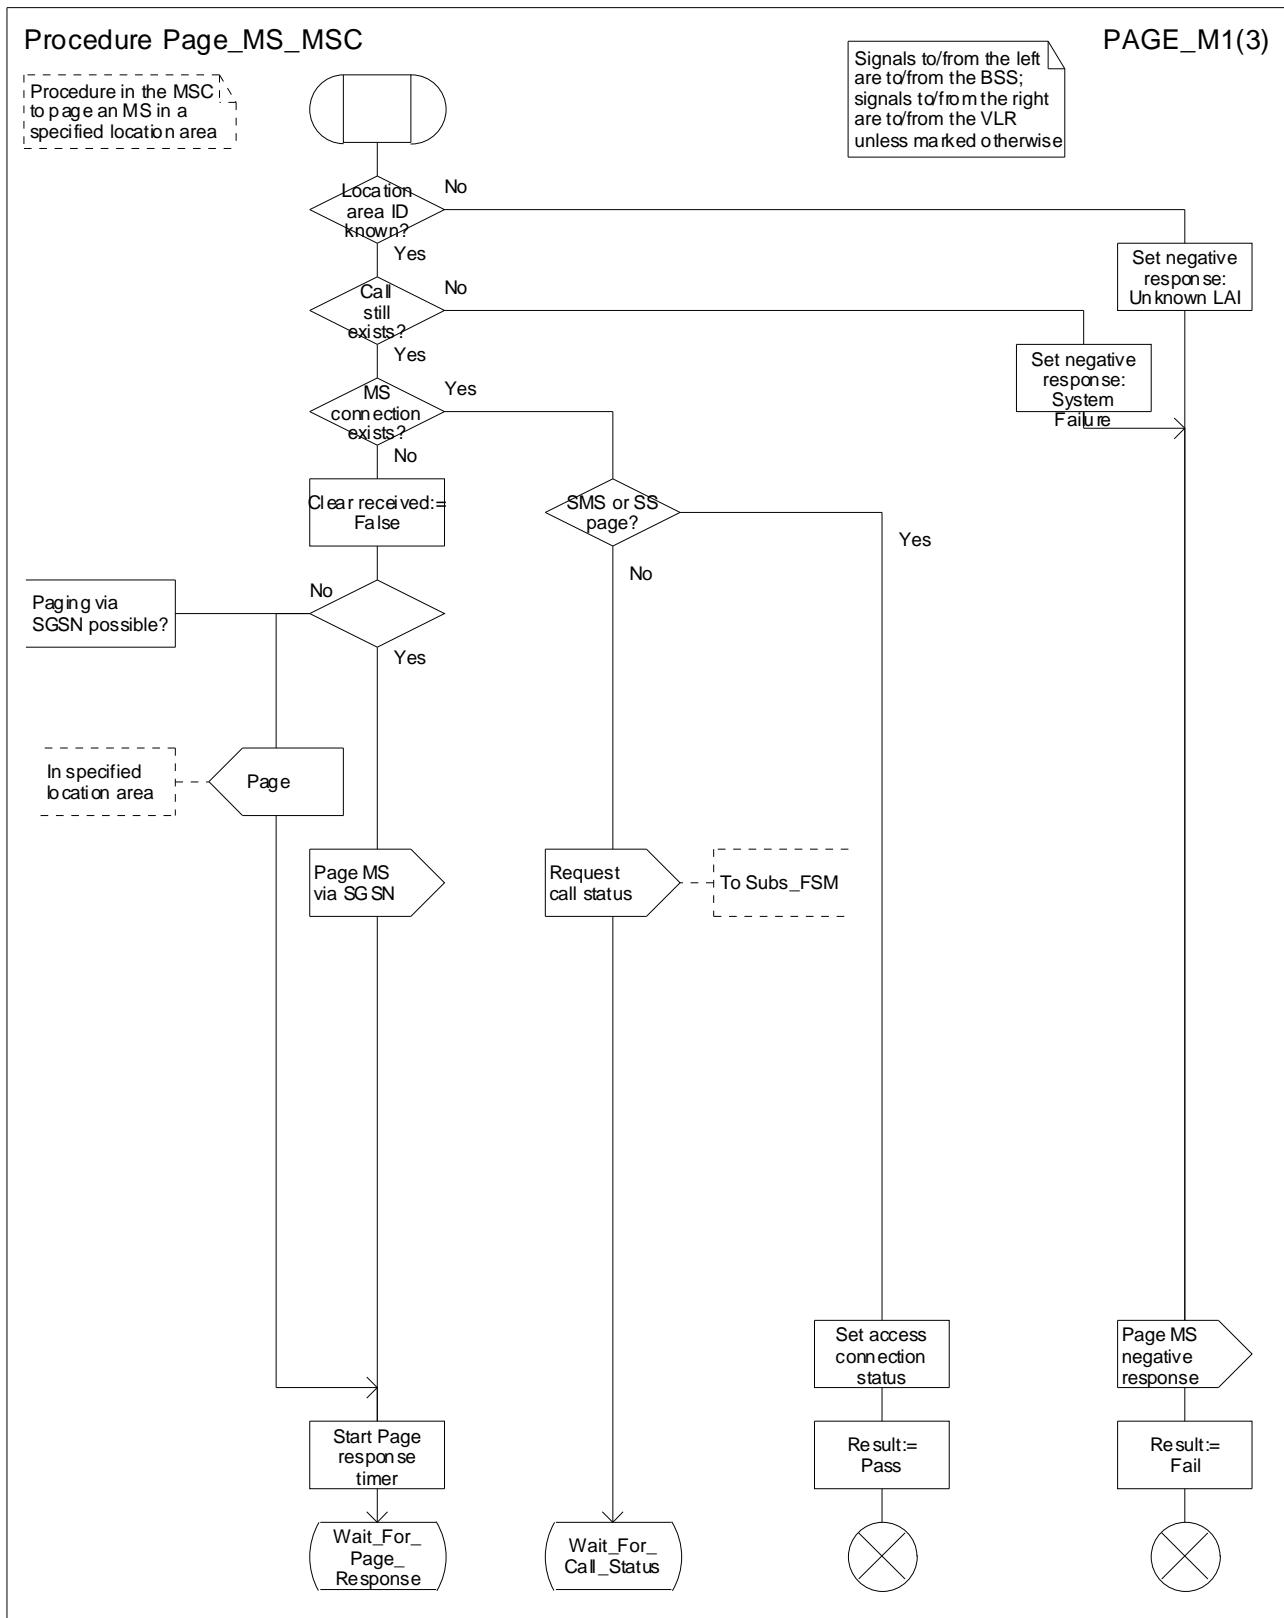 Procedure Page_MS_MSC
PAGE_M1(3)
Procedure in the MSC
to page an MS in a
specified location area
Signals to/from the left
are to/from the BSS;
signals to/from the right
are to/from the VLR
unless marked otherwise
Location
area ID
known?
No
Yes
Set negative
response:
Unknown LAI
Call
still
exists?
No
Yes
Set negative
response:
System
Failure
MS
connection
exists?
Yes
No
Clear received:=
False
SMS or SS
page?
Yes
No
Paging via
SGSN possible?
No
Yes
In specified
location area
Page
Page MS
via SGSN
Request
call status
To Subs_FSM
Set access
connection
status
Page MS
negative
response
Start Page
response
timer
Result:=
Pass
Result:=
Fail
Wait_For_
Page_
Response
Wait_For_
Call_Status